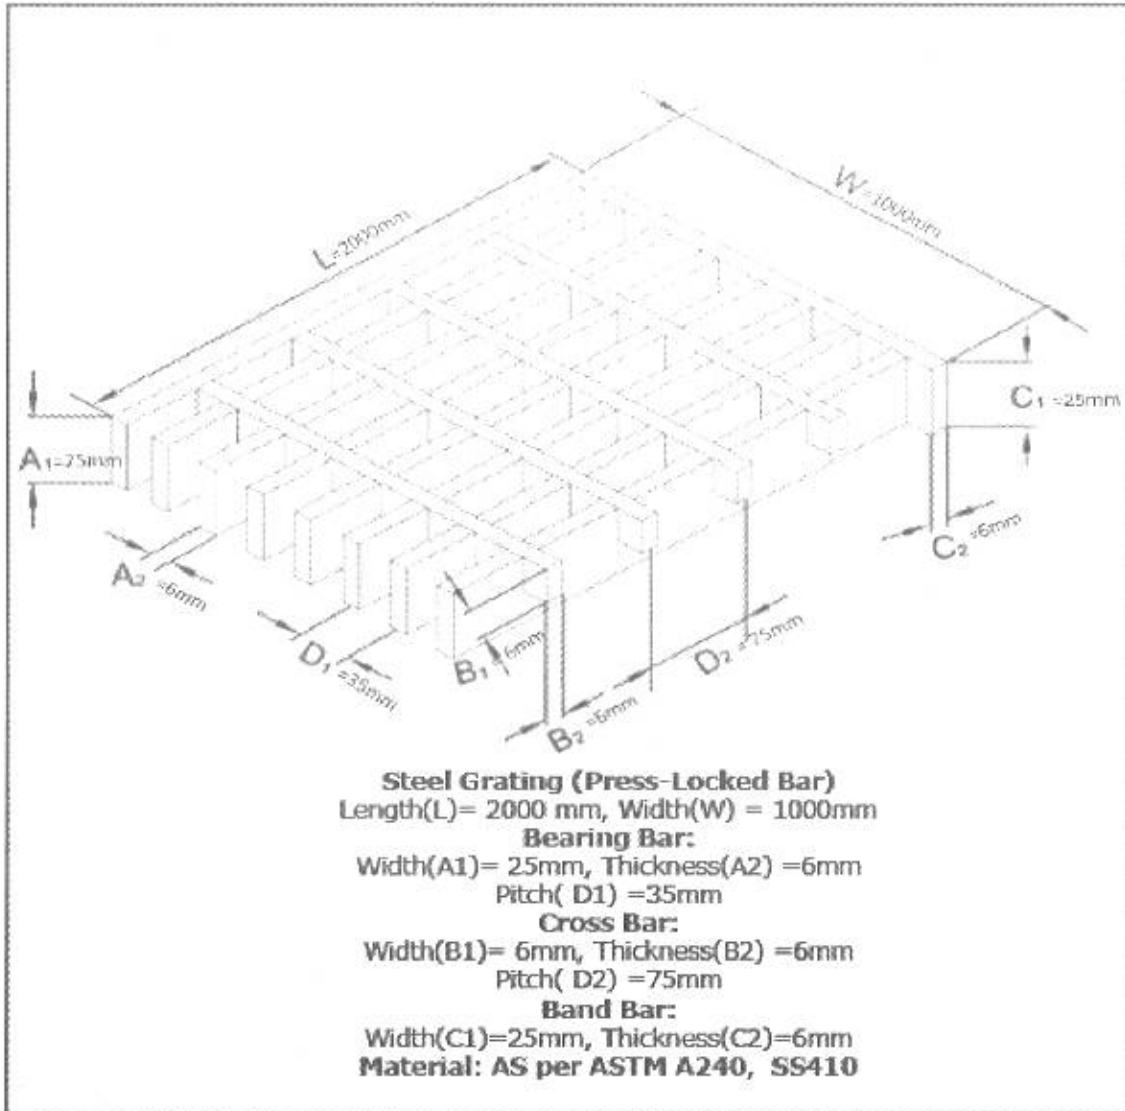 W=1000mm
L=2000mm
C1 =25mm
A1=75mm
C2 =6mm
A2 =6mm
D1 =35mm
B1 =6mm
D2 =75mm
B2 =6mm
Steel Grating (Press-Locked Bar)
Length(L)= 2000 mm, Width(W) = 1000mm
Bearing Bar:
Width(A1)= 25mm, Thickness(A2) =6mm
Pitch( D1) =35mm
Cross Bar:
Width(B1)= 6mm, Thickness(B2) =6mm
Pitch( D2) =75mm
Band Bar:
Width(C1)=25mm, Thickness(C2)=6mm
Material: AS per ASTM A240, SS410